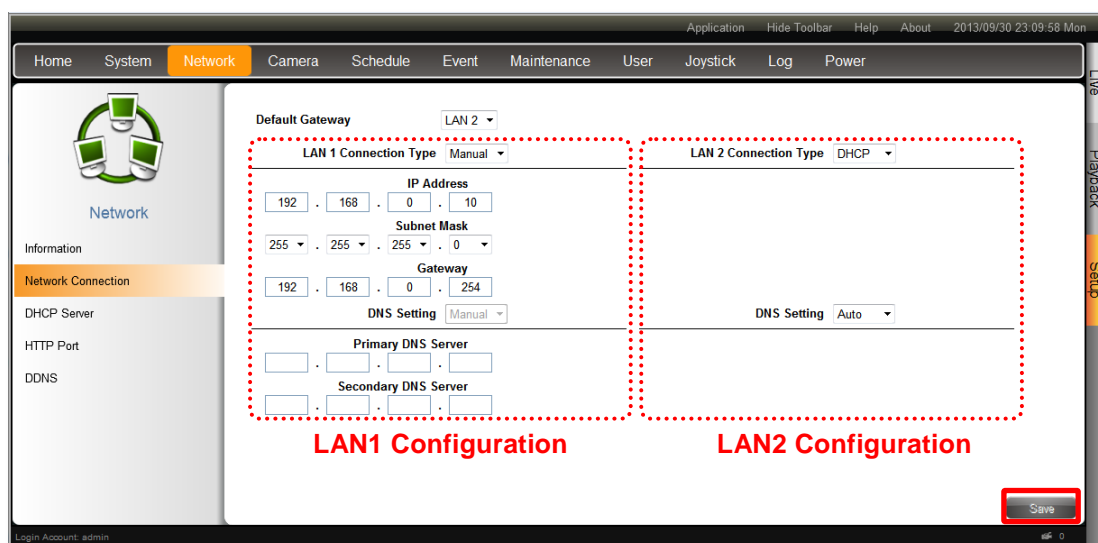 Application Hide Toolbar Help About 2013/09/30 23:09:58 Mon
Home System Network Camera Schedule Event Maintenance User Joystick Log Power
Live
Playback
Setup
Network
Information
Network Connection
DHCP Server
HTTP Port
DDNS
Default Gateway LAN 2
LAN 1 Connection Type Manual
IP Address
192 . 168 . 0 . 10
Subnet Mask
255 . 255 . 255 . 0
Gateway
192 . 168 . 0 . 254
DNS Setting Manual
Primary DNS Server
. . .
Secondary DNS Server
. . .
LAN1 Configuration
LAN 2 Connection Type DHCP
DNS Setting Auto
LAN2 Configuration
Save
Login Account: admin
0